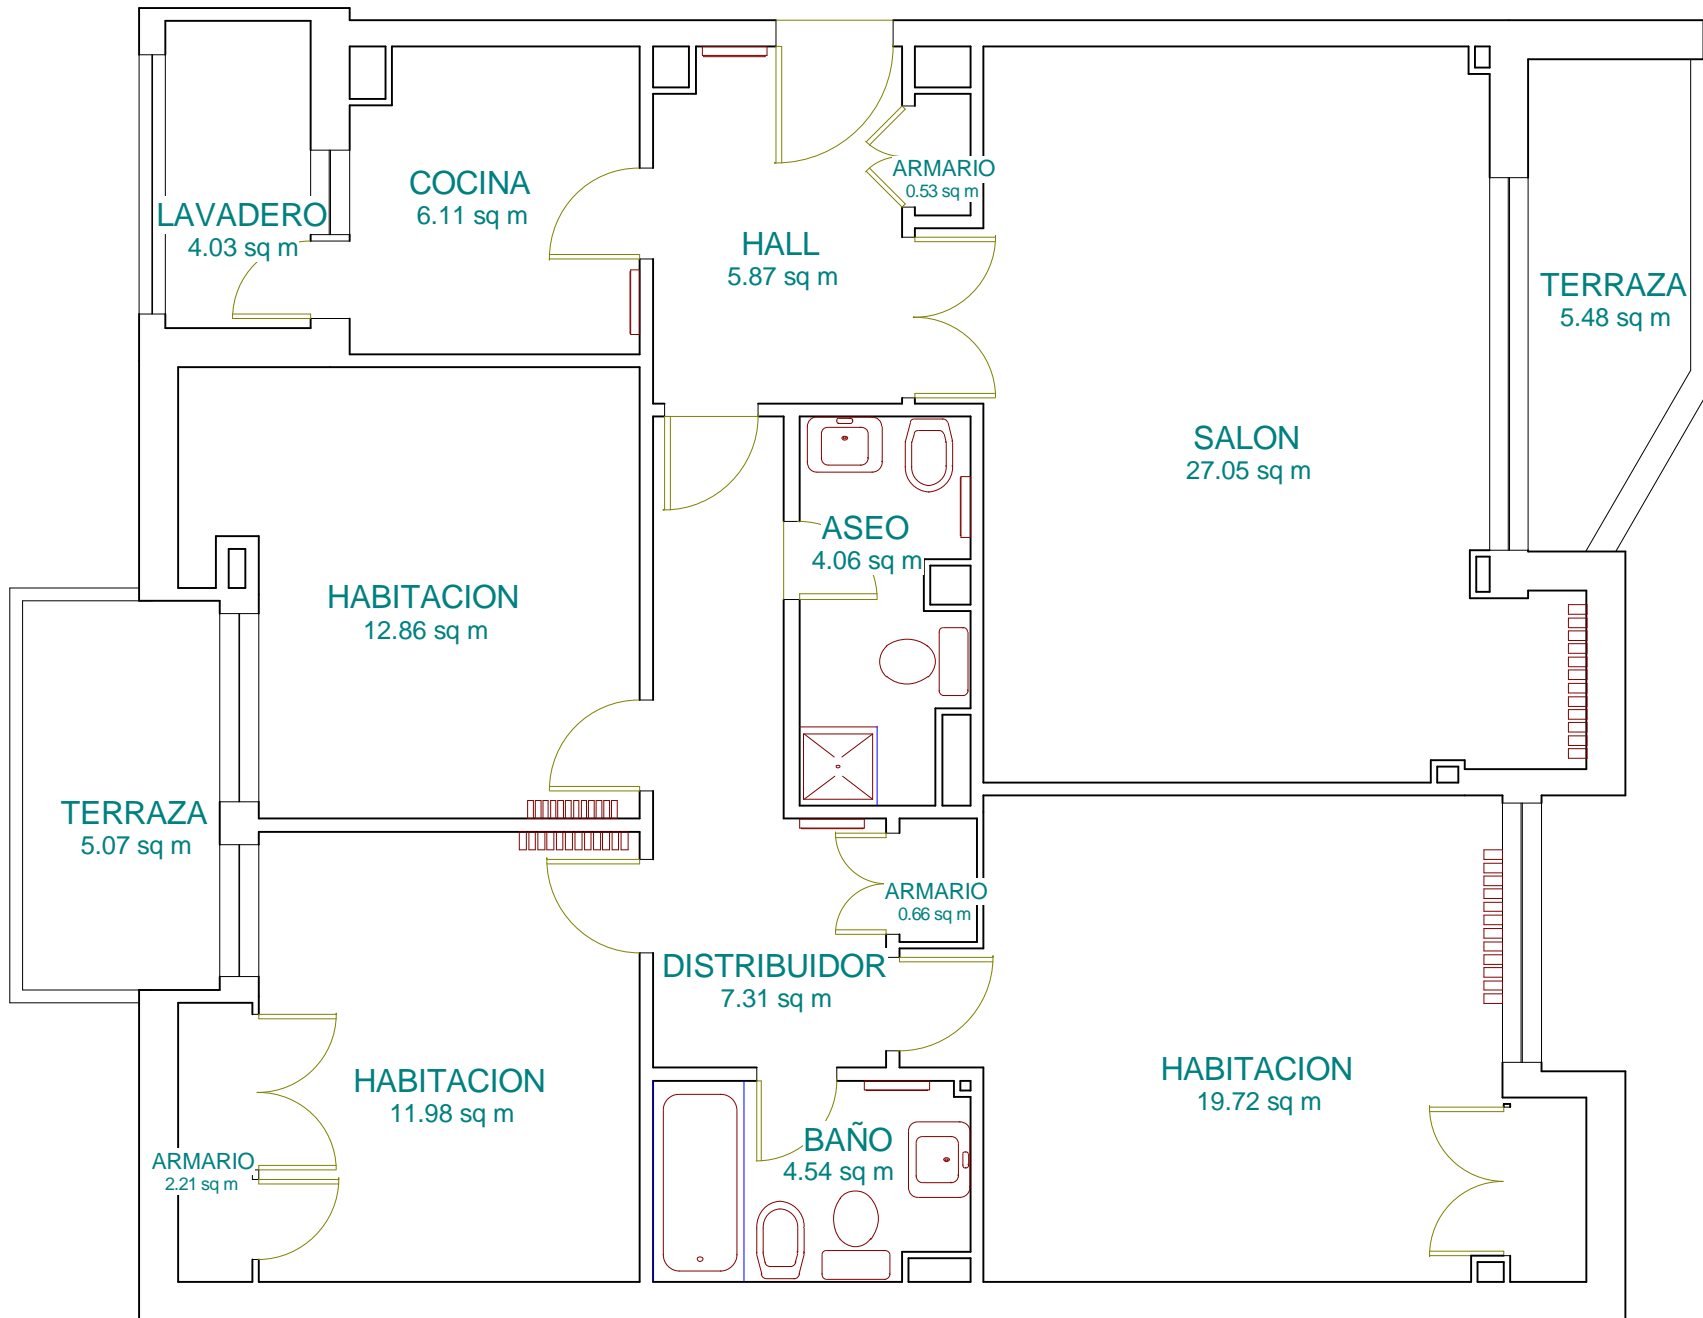 COCINA
6.11 sq m
ARMARIO
0.53 sq m
LAVADERO
4.03 sq m
HALL
5.87 sq m
TERRAZA
5.48 sq m
SALON
27.05 sq m
ASEO
4.06 sq m
HABITACION
12.86 sq m
TERRAZA
5.07 sq m
ARMARIO
0.66 sq m
DISTRIBUIDOR
7.31 sq m
HABITACION
11.98 sq m
HABITACION
19.72 sq m
BAÑO
4.54 sq m
ARMARIO
2.21 sq m